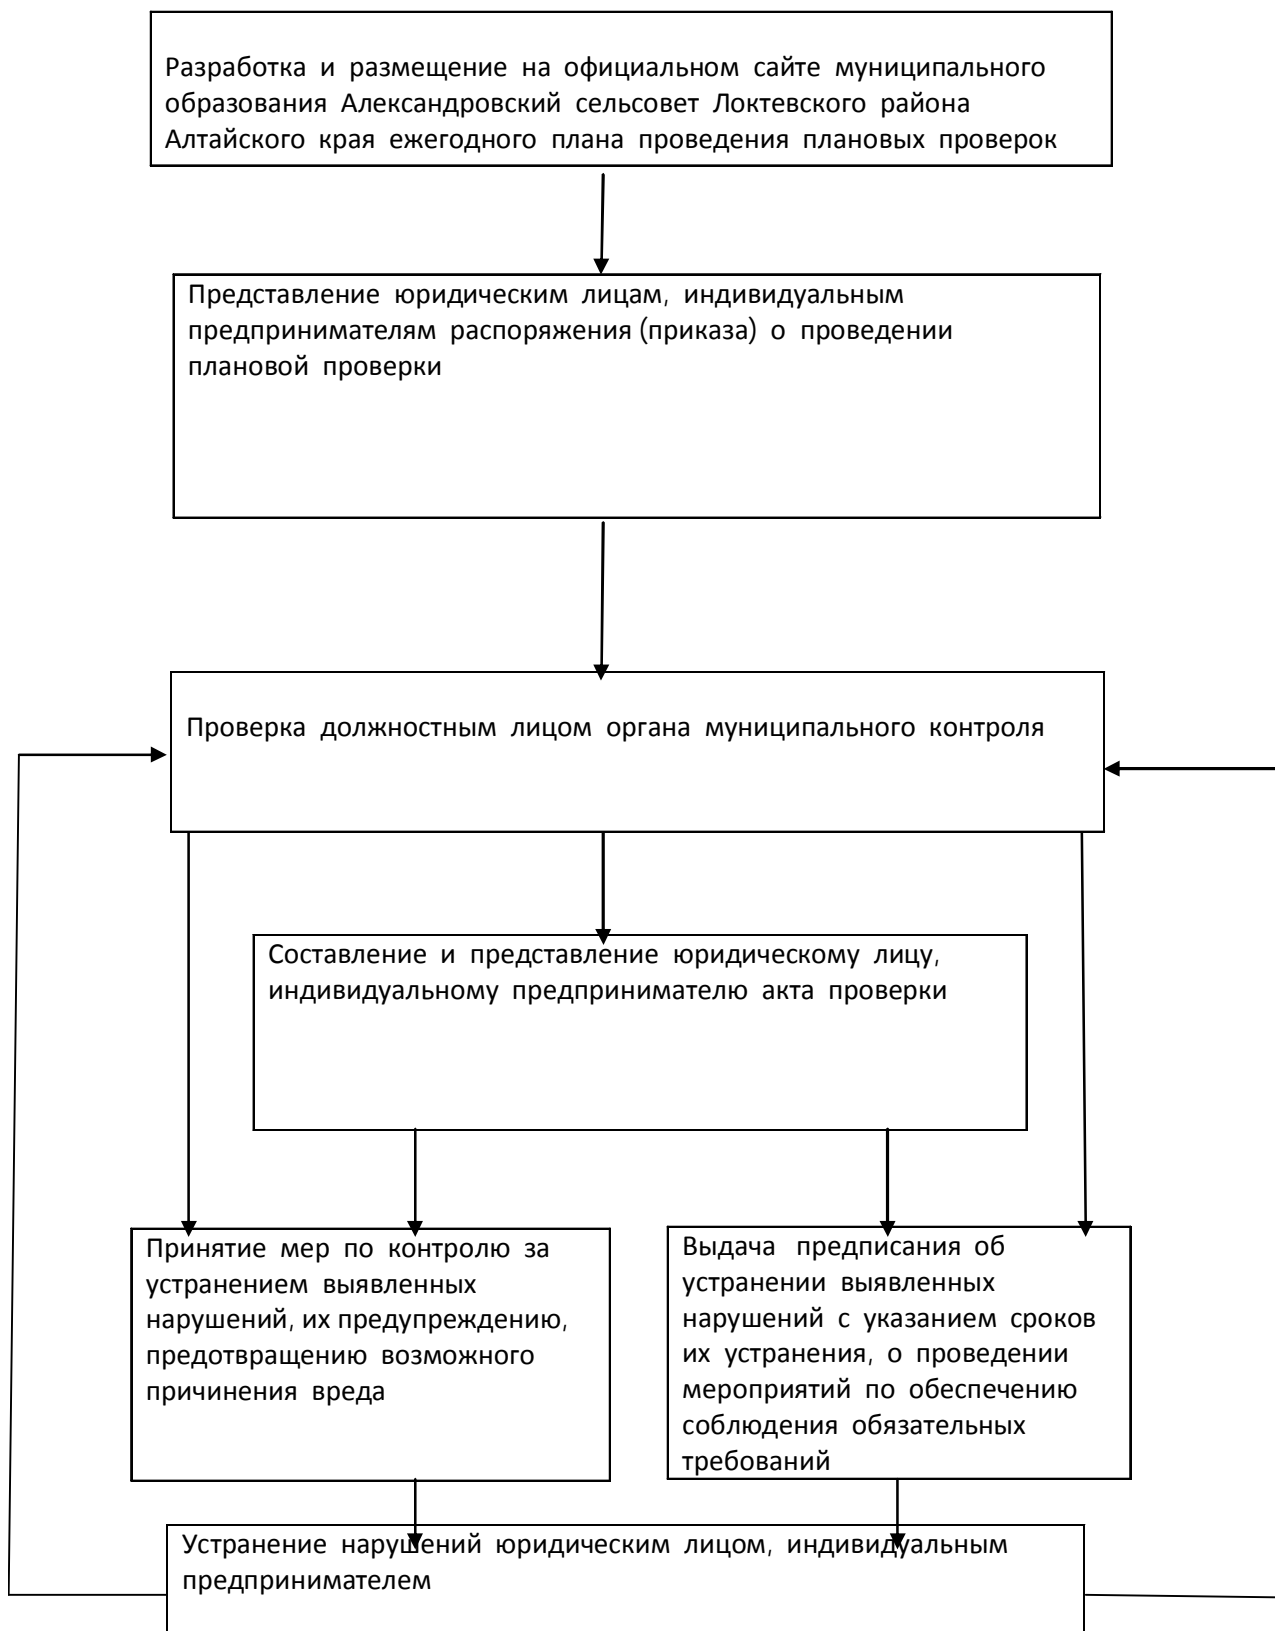 Разработка и размещение на официальном сайте муниципального
образования Александровский сельсовет Локтевского района
Алтайского края ежегодного плана проведения плановых проверок
Представление юридическим лицам, индивидуальным
предпринимателям распоряжения (приказа) о проведении
плановой проверки
Проверка должностным лицом органа муниципального контроля
Составление и представление юридическому лицу,
индивидуальному предпринимателю акта проверки
Принятие мер по контролю за
устранением выявленных
нарушений, их предупреждению,
предотвращению возможного
причинения вреда
Выдача предписания об
устранении выявленных
нарушений с указанием сроков
их устранения, о проведении
мероприятий по обеспечению
соблюдения обязательных
требований
Устранение нарушений юридическим лицом, индивидуальным
предпринимателем